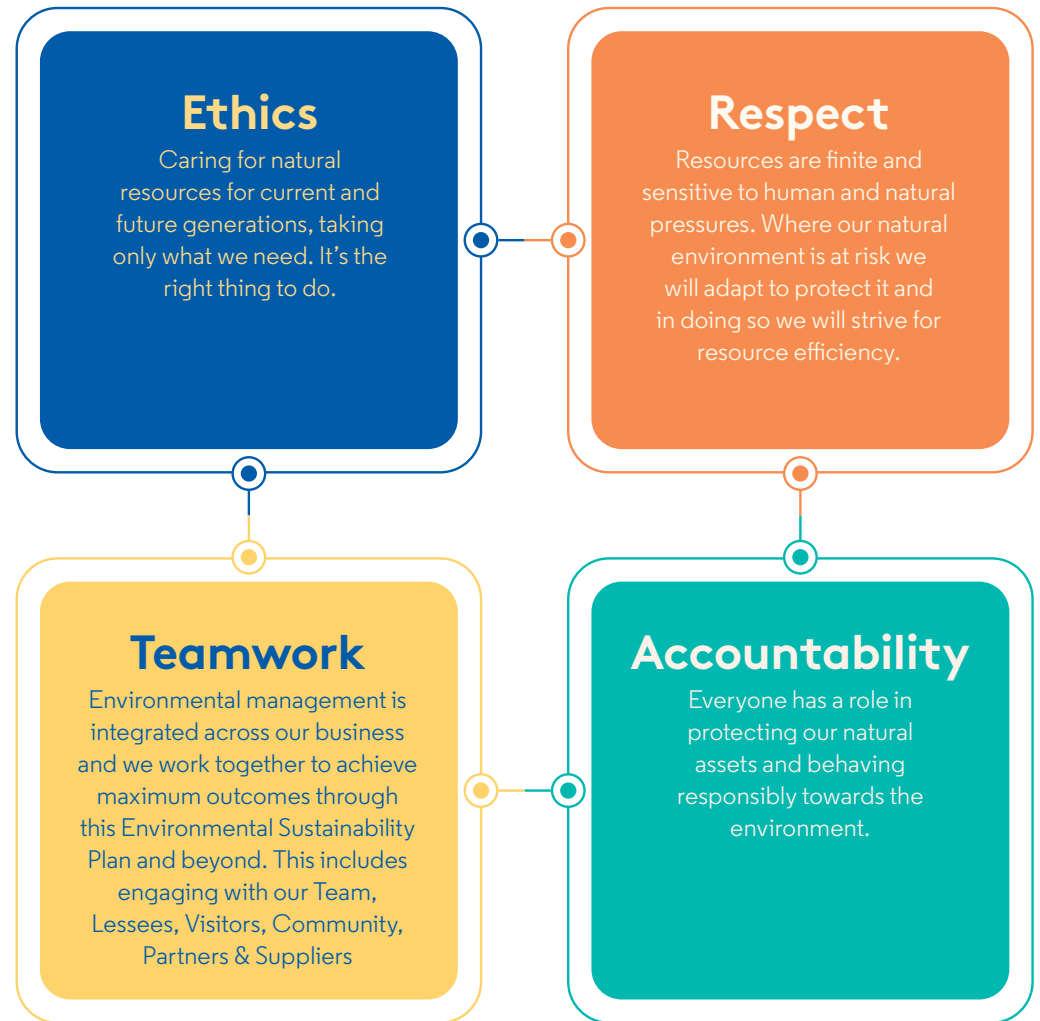 Ethics
Caring for natural
resources for current and
future generations, taking
only what we need. It’s the
right thing to do.
Respect
Resources are finite and
sensitive to human and natural
pressures. Where our natural
environment is at risk we
will adapt to protect it and
in doing so we will strive for
resource efficiency.
Teamwork
Environmental management is
integrated across our business
and we work together to achieve
maximum outcomes through
this Environmental Sustainability
Plan and beyond. This includes
engaging with our Team,
Lessees, Visitors, Community,
Partners & Suppliers
Accountability
Everyone has a role in
protecting our natural
assets and behaving
responsibly towards the
environment.